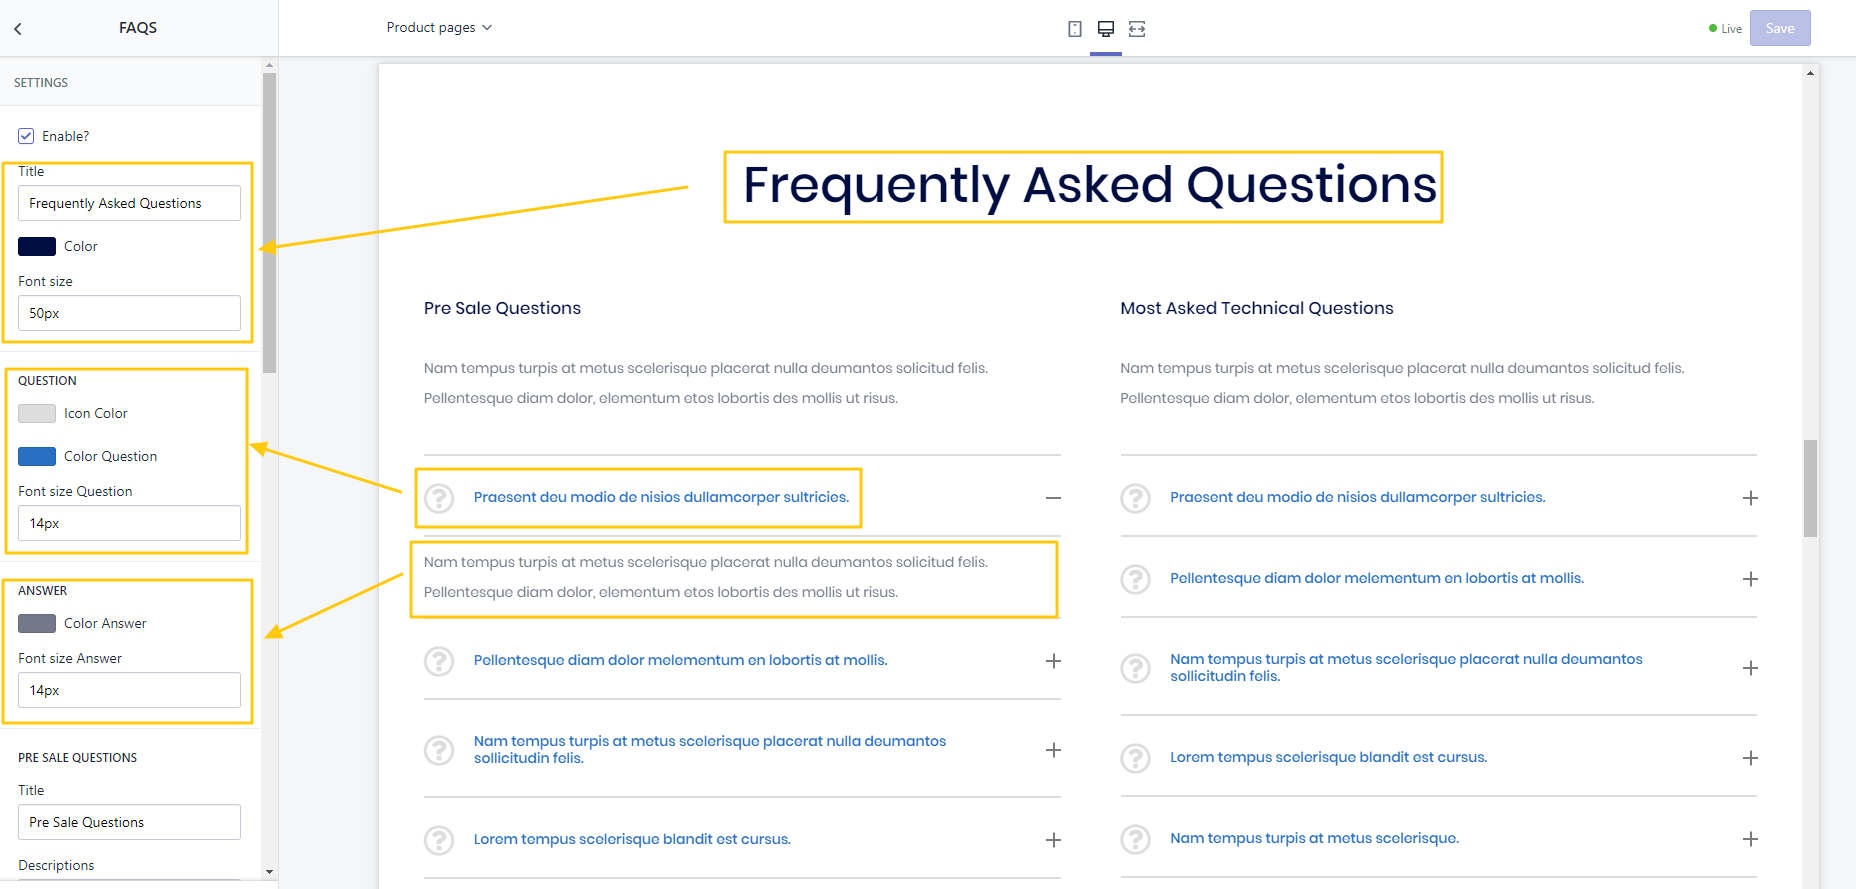 FAQS
Product pages
Live
Save
SETTINGS
Enable?
Title
Frequently Asked Questions
Color
Font size
50px
QUESTION
Icon Color
Color Question
Font size Question
14px
ANSWER
Color Answer
Font size Answer
14px
PRE SALE QUESTIONS
Title
Pre Sale Questions
Descriptions
Frequently Asked Questions
Pre Sale Questions
Nam tempus turpis at metus scelerisque placerat nulla deumantos solicitud felis.
Pellentesque diam dolor, elementum etos lobortis des mollis ut risus.
Praesent deu modio de nisios dullamcorper sultricies.
Nam tempus turpis at metus scelerisque placerat nulla deumantos solicitud felis.
Pellentesque diam dolor, elementum etos lobortis des mollis ut risus.
Pellentesque diam dolor melementum en lobortis at mollis.
Nam tempus turpis at metus scelerisque placerat nulla deumantos
sollicitudin felis.
Lorem tempus scelerisque blandit est cursus.
Most Asked Technical Questions
Nam tempus turpis at metus scelerisque placerat nulla deumantos solicitud felis.
Pellentesque diam dolor, elementum etos lobortis des mollis ut risus.
Praesent deu modio de nisios dullamcorper sultricies.
Pellentesque diam dolor melementum en lobortis at mollis.
Nam tempus turpis at metus scelerisque placerat nulla deumantos
sollicitudin felis.
Lorem tempus scelerisque blandit est cursus.
Nam tempus turpis at metus scelerisque.